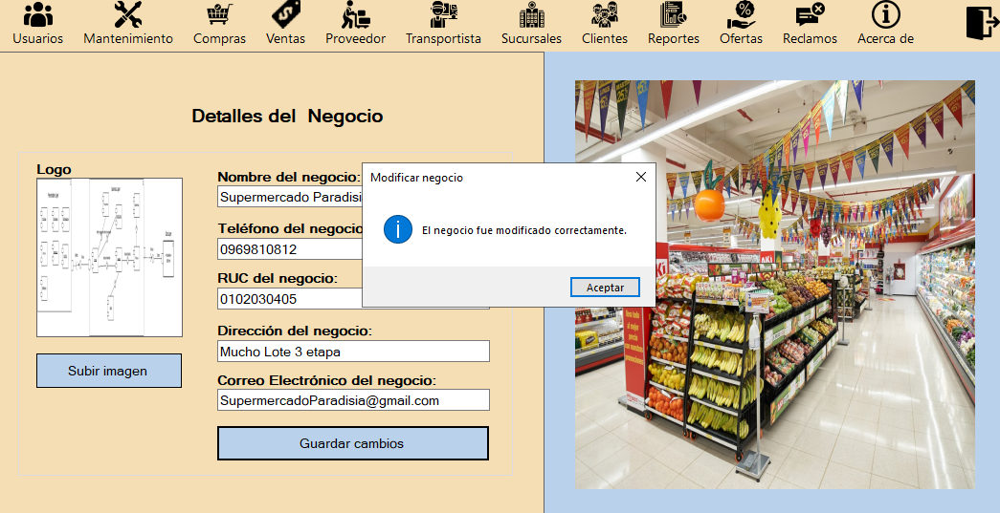 Usuarios
Mantenimiento
Compras
Ventas
Proveedor
Transportista
Sucursales
Clientes
Reportes
Ofertas
Reclamos
Acerca de
Detalles del Negocio
Logo
Subir imagen
Nombre del negocio:
Supermercado Paradisi
Teléfono del negocio
0969810812
RUC del negocio:
0102030405
Dirección del negocio:
Mucho Lote 3 etapa
Correo Electrónico del negocio:
SupermercadoParadisia@gmail.com
Guardar cambios
Modificar negocio
El negocio fue modificado correctamente.
Aceptar
AKi